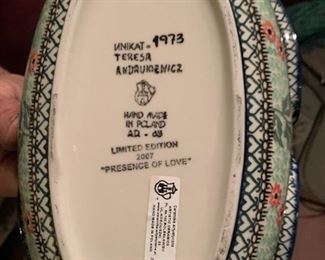 UNIKAT - 1973
TERESA
ANDRUKIEWICZ
HAND MADE
IN POLAND
AR - 03
LIMITED EDITION
2007
"PRESENCE OF LOVE"